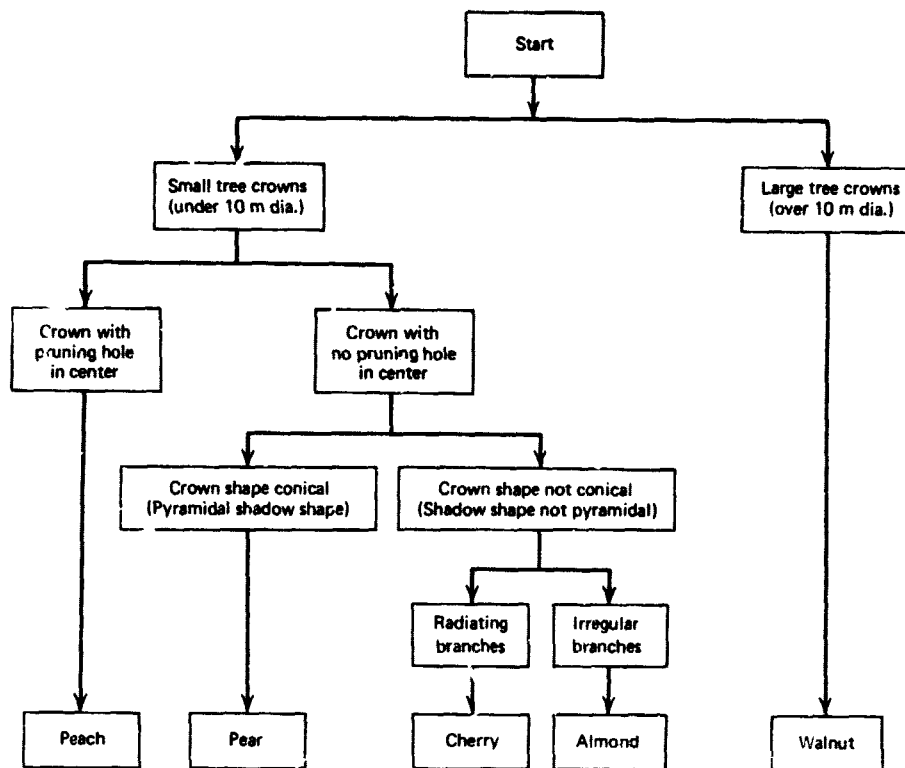 Start
Small tree crowns
(under 10 m dia.)
Large tree crowns
(over 10 m dia.)
Crown with
pruning hole
in center
Crown with
no pruning hole
in center
Crown shape conical
(Pyramidal shadow shape)
Crown shape not conical
(Shadow shape not pyramidal)
Radiating
branches
Irregular
branches
Peach
Pear
Cherry
Almond
Walnut